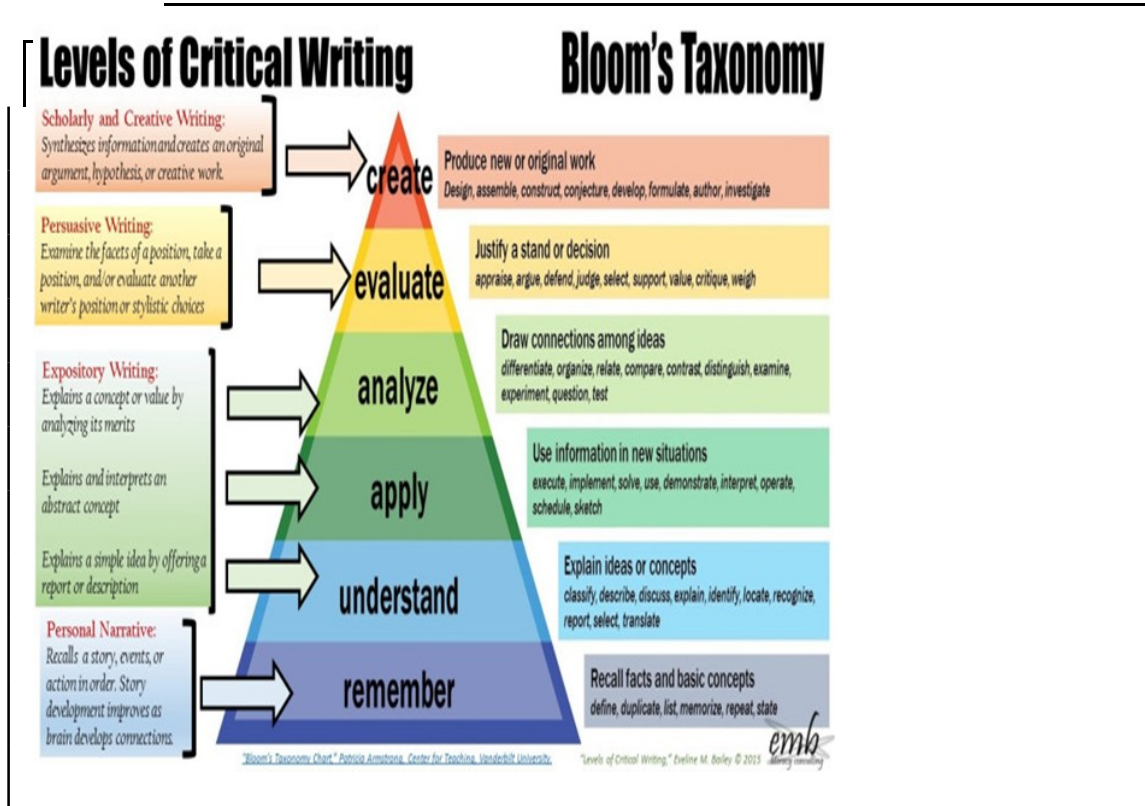 Levels of Critical Writing
Bloom's Taxonomy
Scholarly and Creative Writing:
Synthesizes information and creates an original
argument, hypothesis, or creative work.
Persuasive Writing:
Examine the facets of a position, take a
position, and/or evaluate another
writer's position or stylistic choices
Expository Writing:
Explains a concept or value by
analyzing its merits
Explains and interprets an
abstract concept
Explains a simple idea by offering a
report or description
Personal Narrative:
Recalls a story, events, or
action in order. Story
development improves as
brain develops connections.
create
evaluate
analyze
apply
understand
remember
Produce new or original work
Design, assemble, construct, conjecture, develop, formulate, author, investigate
Justify a stand or decision
appraise, argue, defend, judge, select, support, value, critique, weigh
Draw connections among ideas
differentiate, organize, relate, compare, contrast, distinguish, examine,
experiment, question, test
Use information in new situations
execute, implement, solve, use, demonstrate, interpret, operate,
schedule, sketch
Explain ideas or concepts
classify, describe, discuss, explain, identify, locate, recognize,
report, select, translate
Recall facts and basic concepts
define, duplicate, list, memorize, repeat, state
"Bloom's Taxonomy Chart," Patricia Armstrong, Center for Teaching, Vanderbilt University.
"Levels of Critical Writing," Eveline M. Bailey © 2015
emb
literacy consulting